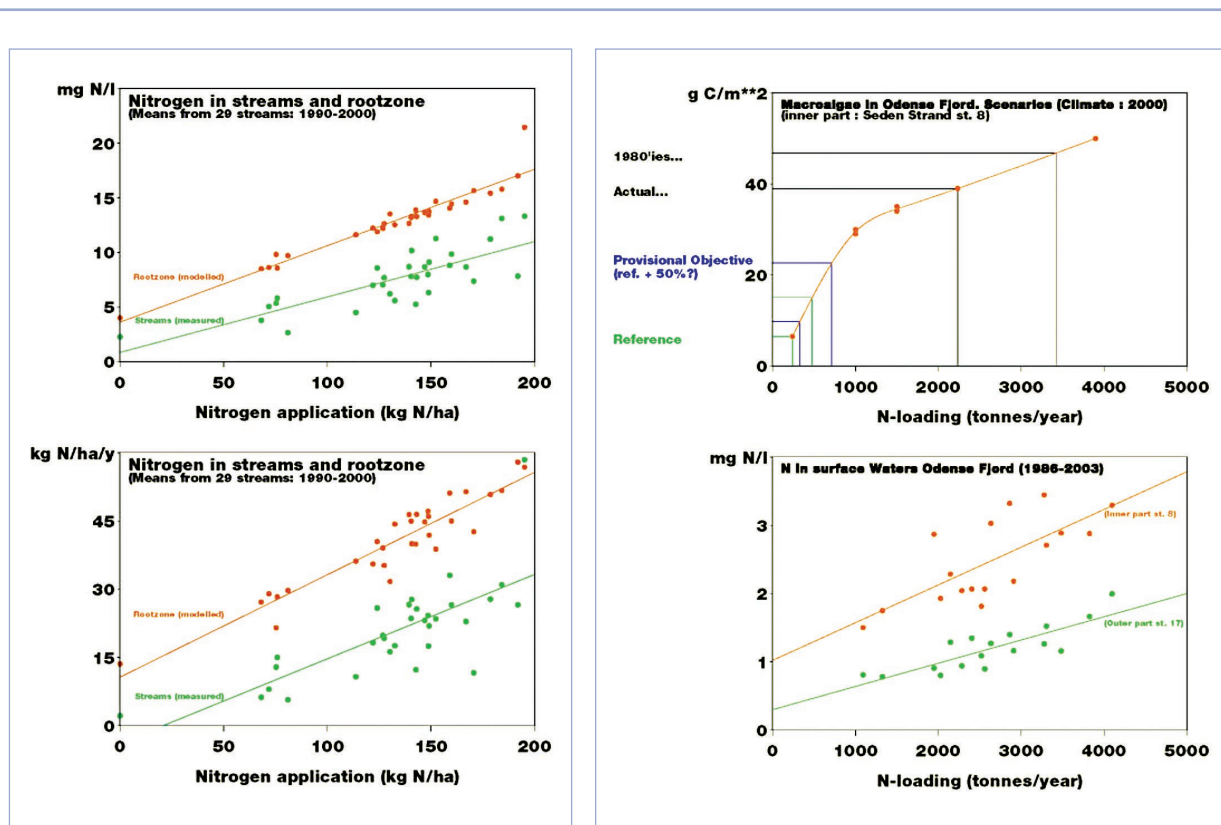 mg N/l
Nitrogen in streams and rootzone
(Means from 29 streams: 1990-2000)
20
15
10
5
0
Rootzone (modelled)
Streams (measured)
0 50 100 150 200
Nitrogen application (kg N/ha)
kg N/ha/y
Nitrogen in streams and rootzone
(Means from 29 streams: 1990-2000)
45
30
15
0
Rootzone (modelled)
Streams (measured)
0 50 100 150 200
Nitrogen application (kg N/ha)
g C/m**2
Macroalgae in Odense Fjord. Scenarios (Climate : 2000)
(inner part : Seden Strand st. 8)
1980'ies...
Actual...
Provisional Objective
(ref. + 50%?)
Reference
40
20
0
0 1000 2000 3000 4000 5000
N-loading (tonnes/year)
mg N/l
N in surface Waters Odense Fjord (1986-2003)
3
2
1
0
(Inner part st. 8)
(Outer part st. 17)
0 1000 2000 3000 4000 5000
N-loading (tonnes/year)